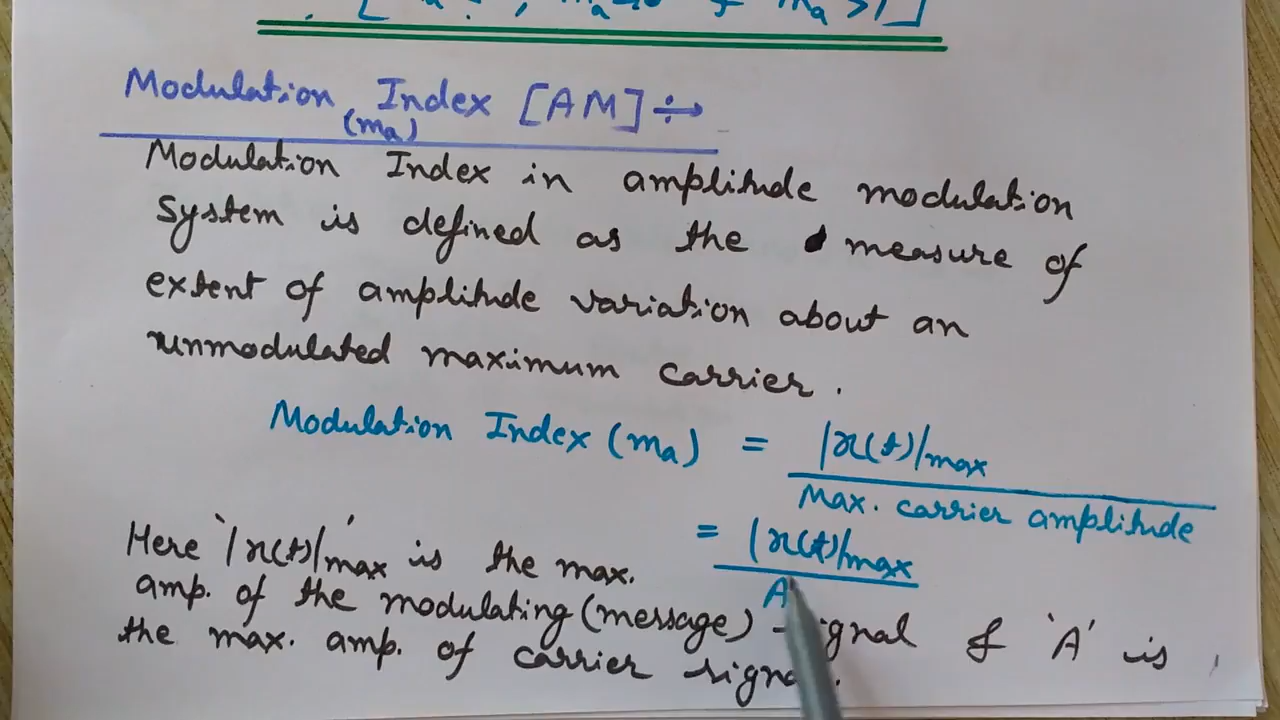 ma > 1]
Modulation Index [AM] ÷→
(ma)
Modulation Index in amplitude modulation
system is defined as the measure of
extent of amplitude variation about an
unmodulated maximum carrier.
Modulation Index (ma) = |x(t)|max
Max. carrier amplitude
= |x(t)|max
A
Here '|x(t)|max' is the max.
amp. of the modulating (message) signal & 'A' is
the max. amp. of carrier signal.